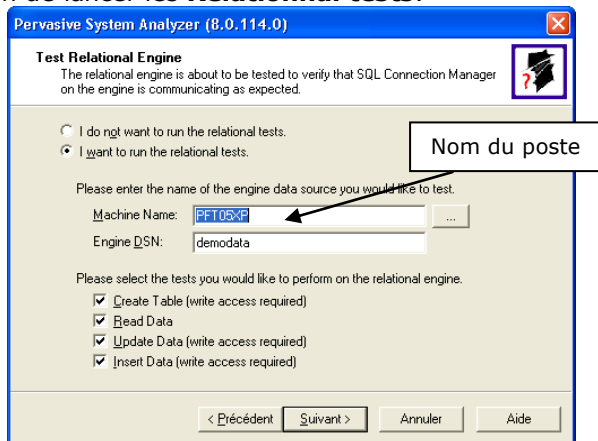 de lancer les Relationnal tests.
Pervasive System Analyzer (8.0.114.0)
Test Relational Engine
The relational engine is about to be tested to verify that SQL Connection Manager
on the engine is communicating as expected.
I do not want to run the relational tests.
I want to run the relational tests.
Nom du poste
Please enter the name of the engine data source you would like to test.
Machine Name: PFT05XP ...
Engine DSN: demodata
Please select the tests you would like to perform on the relational engine.
Create Table (write access required)
Read Data
Update Data (write access required)
Insert Data (write access required)
< Précédent Suivant > Annuler Aide